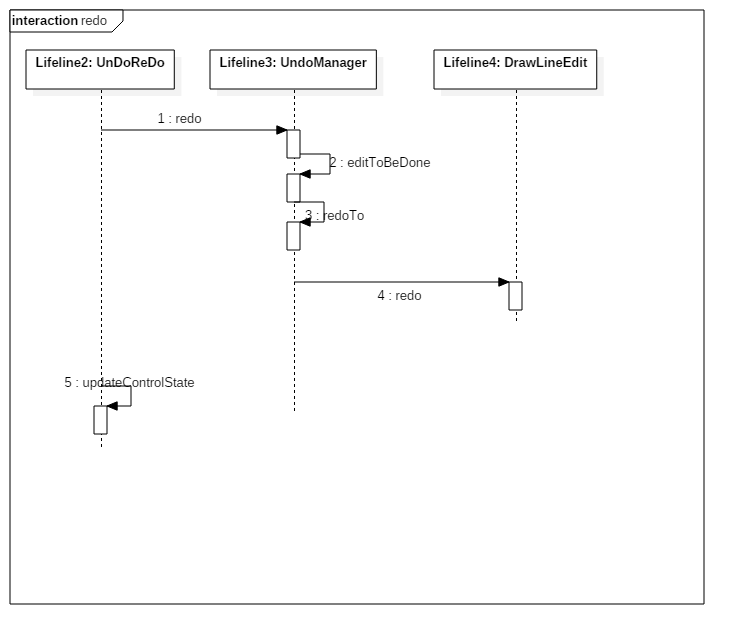 interaction redo
Lifeline2: UnDoReDo
Lifeline3: UndoManager
Lifeline4: DrawLineEdit
1 : redo
2 : editToBeDone
3 : redoTo
4 : redo
5 : updateControlState